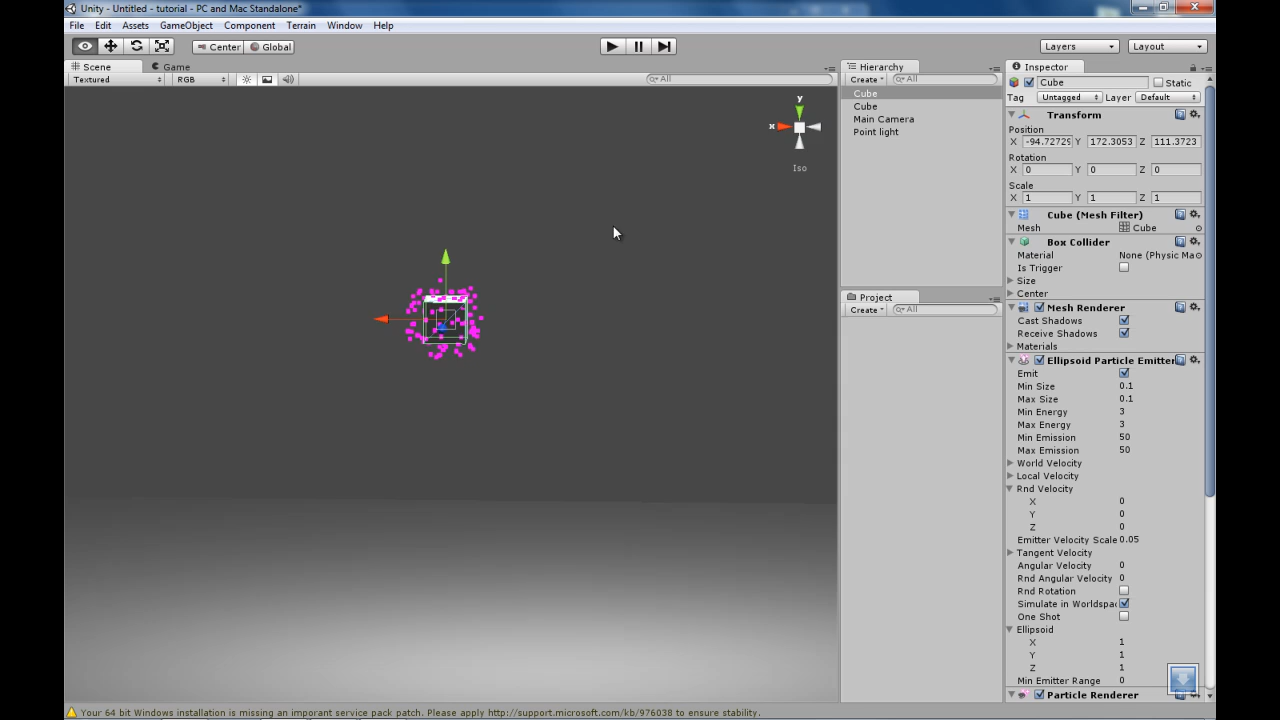 Unity - Untitled - tutorial - PC and Mac Standalone*
File Edit Assets GameObject Component Terrain Window Help
Center Global Layers Layout
Scene Game
Textured RGB All
y
x
Iso
Hierarchy
Create All
Cube
Cube
Main Camera
Point light
Project
Create All
Inspector
Cube Static
Tag Untagged Layer Default
Transform
Position
X -94.72729 Y 172.3053 Z 111.3723
Rotation
X 0 Y 0 Z 0
Scale
X 1 Y 1 Z 1
Cube (Mesh Filter)
Mesh Cube
Box Collider
Material None (Physic Ma
Is Trigger
Size
Center
Mesh Renderer
Cast Shadows
Receive Shadows
Materials
Ellipsoid Particle Emitter
Emit
Min Size 0.1
Max Size 0.1
Min Energy 3
Max Energy 3
Min Emission 50
Max Emission 50
World Velocity
Local Velocity
Rnd Velocity
X 0
Y 0
Z 0
Emitter Velocity Scale 0.05
Tangent Velocity
Angular Velocity 0
Rnd Angular Velocity 0
Rnd Rotation
Simulate in Worldspac
One Shot
Ellipsoid
X 1
Y 1
Z 1
Min Emitter Range 0
Particle Renderer
Your 64 bit Windows installation is missing an imporant service pack patch. Please apply http://support.microsoft.com/kb/976038 to ensure stability.